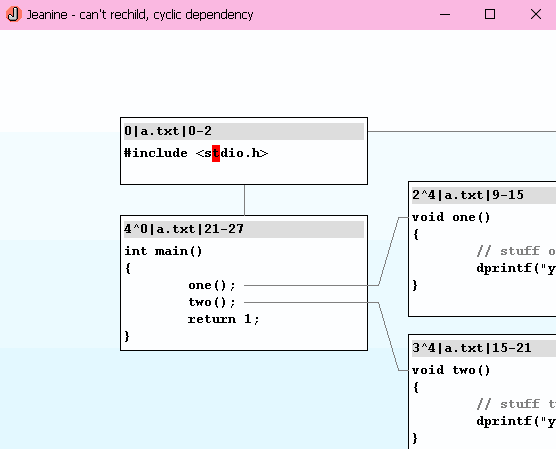 Jeanine - can't rechild, cyclic dependency
0|a.txt|0-2
#include <stdio.h>
4^0|a.txt|21-27
int main()
{
one();
two();
return 1;
}
2^4|a.txt|9-15
void one()
{
// stuff o
dprintf("y
}
3^4|a.txt|15-21
void two()
{
// stuff t
dprintf("y
}